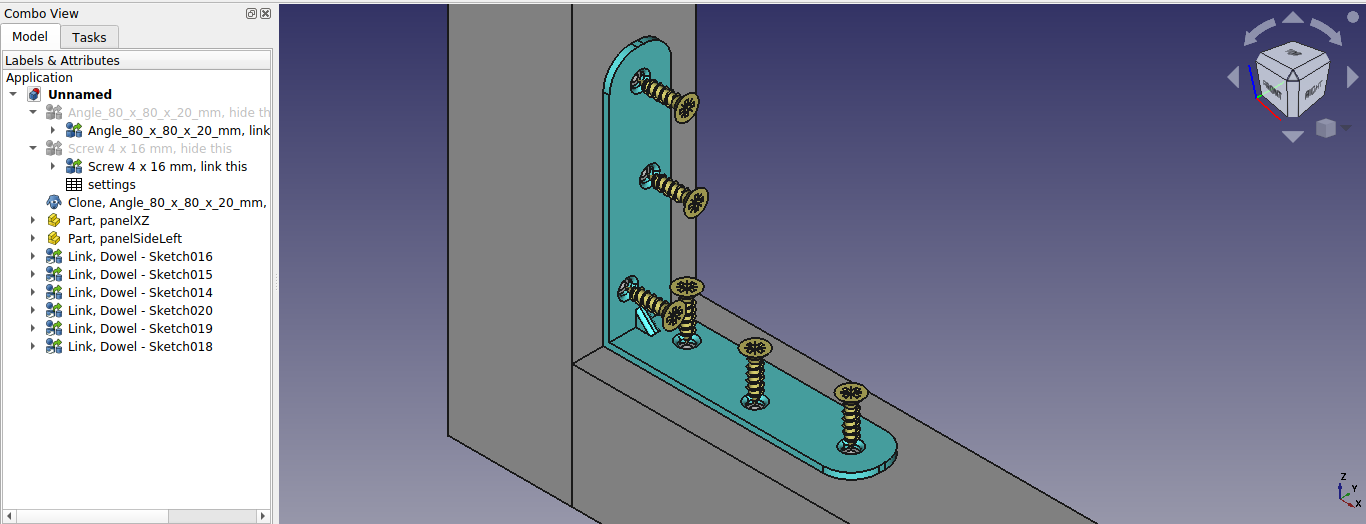 Combo View
Model
Tasks
Labels & Attributes
Application
Unnamed
Angle_80_x_80_x_20_mm, hide th
Angle_80_x_80_x_20_mm, link
Screw 4 x 16 mm, hide this
Screw 4 x 16 mm, link this
settings
Clone, Angle_80_x_80_x_20_mm,
Part, panelXZ
Part, panelSideLeft
Link, Dowel - Sketch016
Link, Dowel - Sketch015
Link, Dowel - Sketch014
Link, Dowel - Sketch020
Link, Dowel - Sketch019
Link, Dowel - Sketch018
FRONT
RIGHT
Z
Y
X